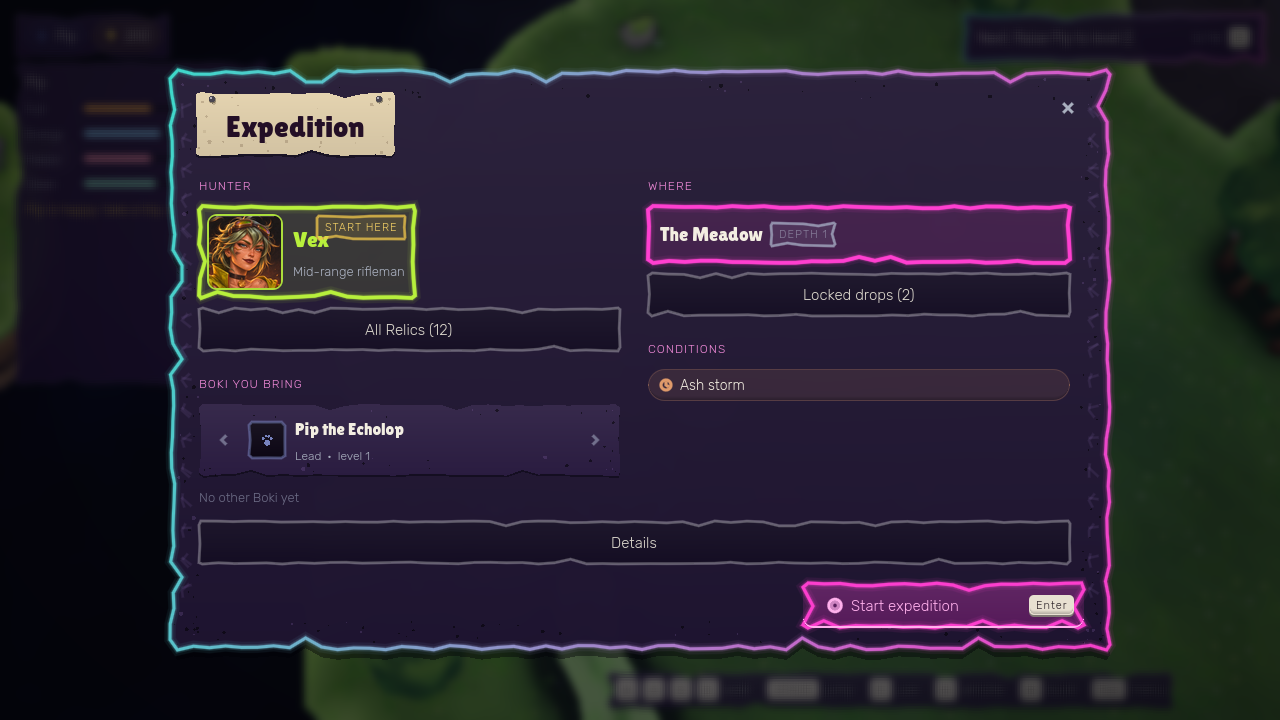 Expedition
HUNTER
START HERE
Vex
Mid-range rifleman
All Relics (12)
BOKI YOU BRING
Pip the Echolop
Lead • level 1
No other Boki yet
WHERE
The Meadow
DEPTH 1
Locked drops (2)
CONDITIONS
Ash storm
Details
Start expedition
Enter